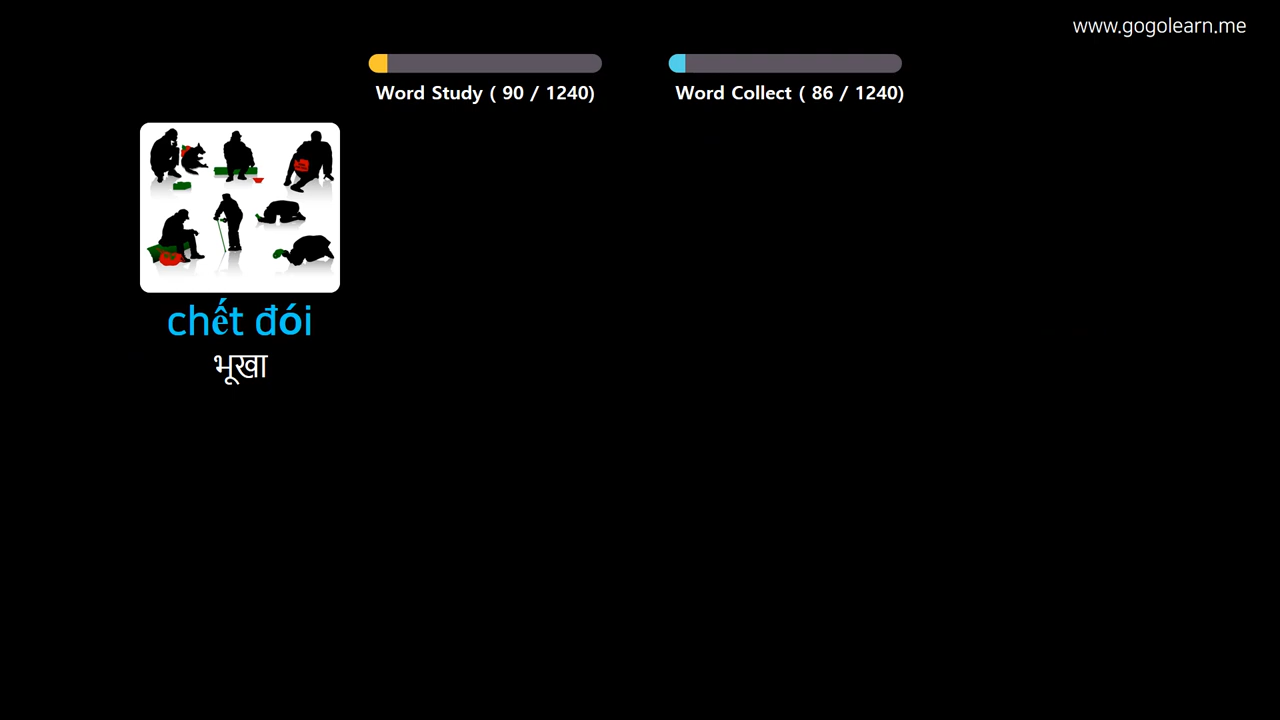 www.gogolearn.me
Word Study ( 90 / 1240)
Word Collect ( 86 / 1240)
chết đói
भूखा